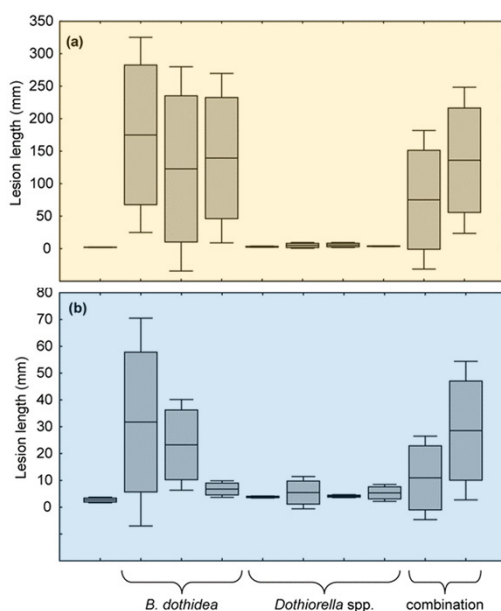 (a)
Lesion length (mm)
350
300
250
200
150
100
50
0
(b)
Lesion length (mm)
80
70
60
50
40
30
20
10
0
B. dothidea
Dothiorella spp.
combination